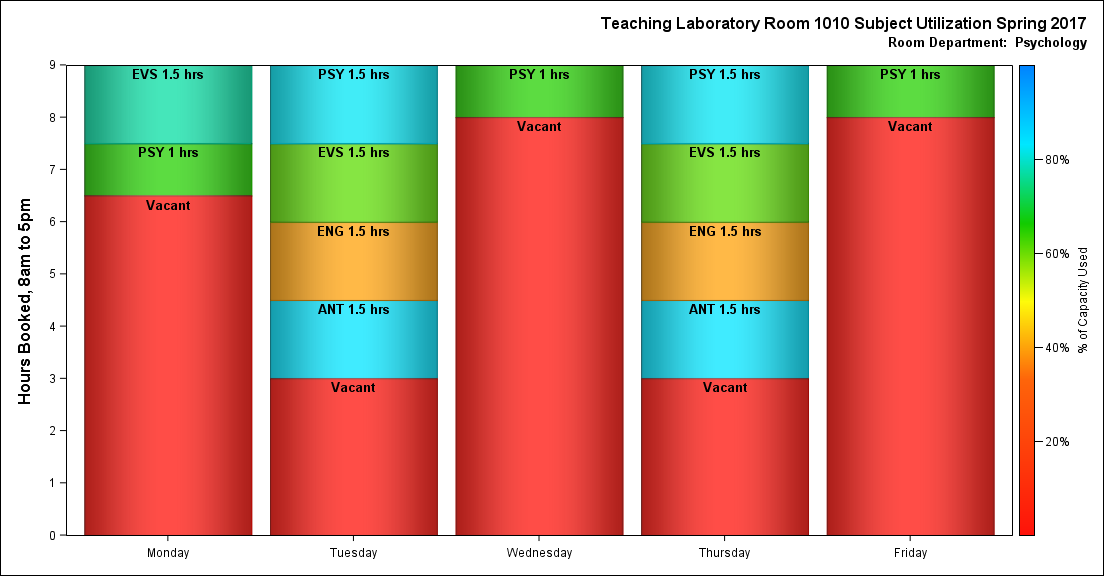 Teaching Laboratory Room 1010 Subject Utilization Spring 2017
Room Department: Psychology
Hours Booked, 8am to 5pm
9
8
7
6
5
4
3
2
1
0
EVS 1.5 hrs
PSY 1 hrs
Vacant
PSY 1.5 hrs
EVS 1.5 hrs
ENG 1.5 hrs
ANT 1.5 hrs
Vacant
PSY 1 hrs
Vacant
PSY 1.5 hrs
EVS 1.5 hrs
ENG 1.5 hrs
ANT 1.5 hrs
Vacant
PSY 1 hrs
Vacant
Monday
Tuesday
Wednesday
Thursday
Friday
80%
60%
40%
20%
% of Capacity Used